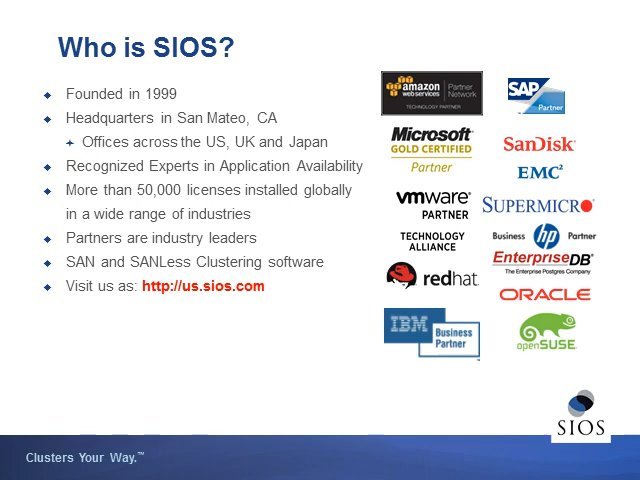 Who is SIOS?
Founded in 1999
Headquarters in San Mateo, CA
Offices across the US, UK and Japan
Recognized Experts in Application Availability
More than 50,000 licenses installed globally
in a wide range of industries
Partners are industry leaders
SAN and SANLess Clustering software
Visit us as: http://us.sios.com
amazon
web services
Partner
Network
TECHNOLOGY PARTNER
SAP
Partner
Microsoft
GOLD CERTIFIED
Partner
SanDisk
EMC²
vmware
PARTNER
TECHNOLOGY
ALLIANCE
SUPERMICRO
Business hp Partner
EnterpriseDB
The Enterprise Postgres Company
redhat
ORACLE
IBM
Business
Partner
openSUSE
SIOS
Clusters Your Way.™